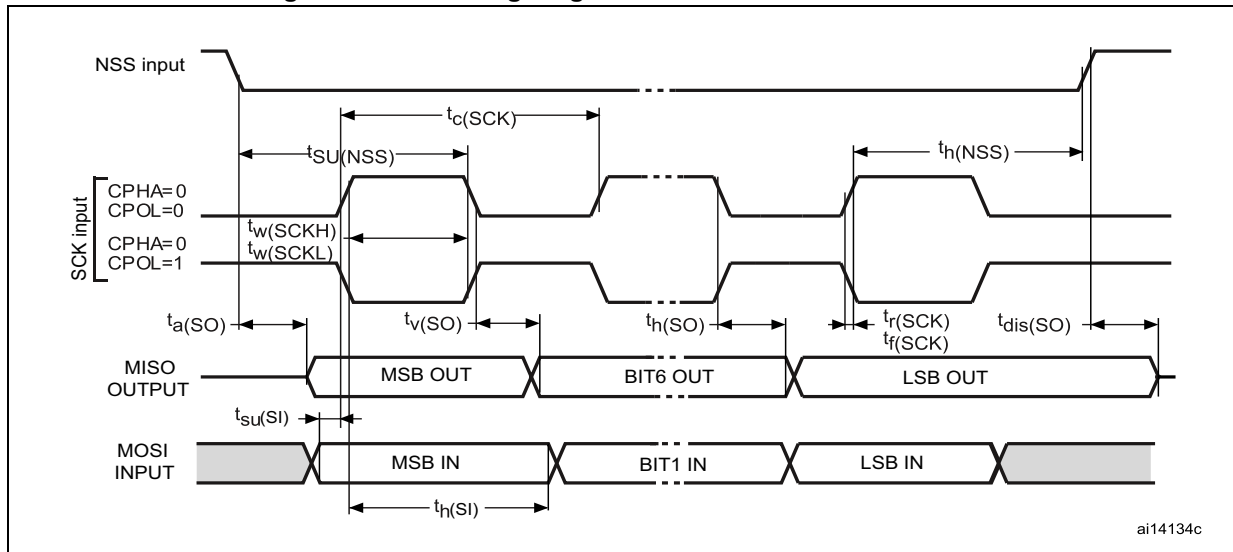 NSS input
tc(SCK)
tSU(NSS)
th(NSS)
SCK input
CPHA=0
CPOL=0
tw(SCKH)
CPHA=0
tw(SCKL)
CPOL=1
ta(SO)
tv(SO)
th(SO)
tr(SCK)
tf(SCK)
tdis(SO)
MISO
OUTPUT
MSB OUT
BIT6 OUT
LSB OUT
tsu(SI)
MOSI
INPUT
MSB IN
BIT1 IN
LSB IN
th(SI)
ai14134c